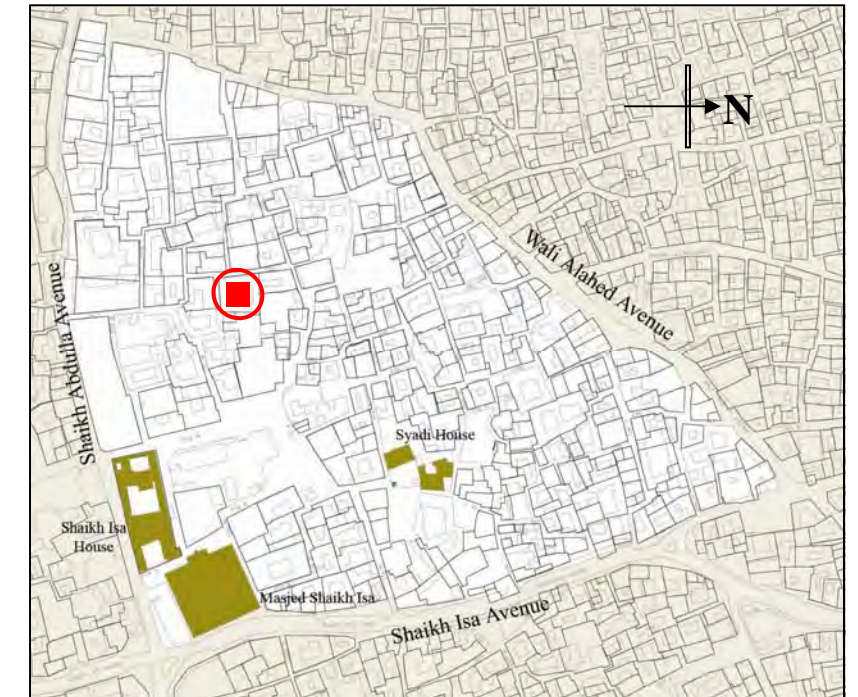 N
Wali Alahed Avenue
Shaikh Abdulla Avenue
Syadi House
Shaikh Isa
House
Masjed Shaikh Isa
Shaikh Isa Avenue